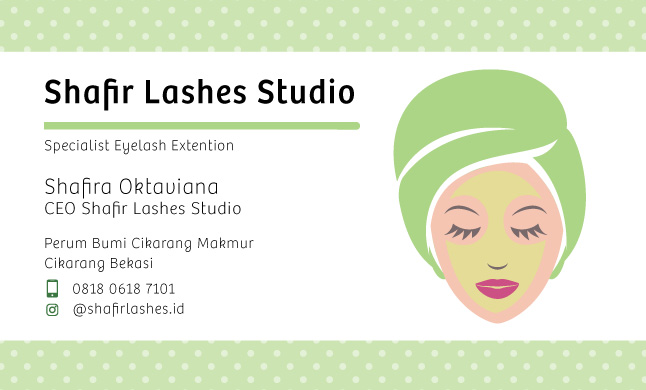 Shafir Lashes Studio
Specialist Eyelash Extention
Shafira Oktaviana
CEO Shafir Lashes Studio
Perum Bumi Cikarang Makmur
Cikarang Bekasi
0818 0618 7101
@shafirlashes.id